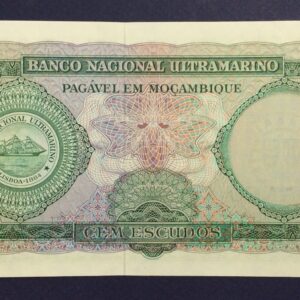 BANCO NACIONAL ULTRAMARINO
PAGÁVEL EM MOÇAMBIQUE
NACIONAL ULTRAMARINO
LISBOA-1864
CEM ESCUDOS